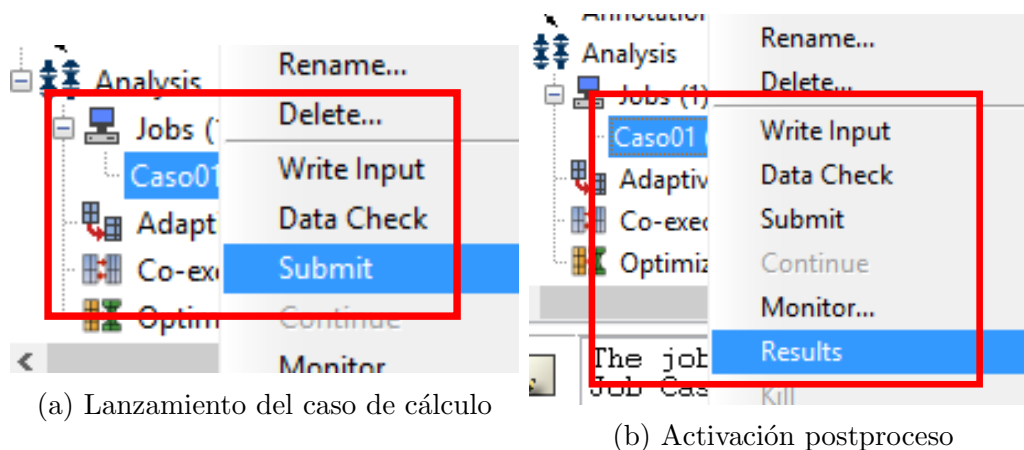 Analysis
Jobs (
Caso01
Adapt
Co-exe
Optim
Rename...
Delete...
Write Input
Data Check
Submit
Continue
Monitor
(a) Lanzamiento del caso de cálculo
Annotation
Analysis
Jobs (1)
Caso01 (
Adaptiv
Co-exec
Optimiz
Rename...
Delete...
Write Input
Data Check
Submit
Continue
Monitor...
Results
Kill
The job
Job Cas
(b) Activación postproceso